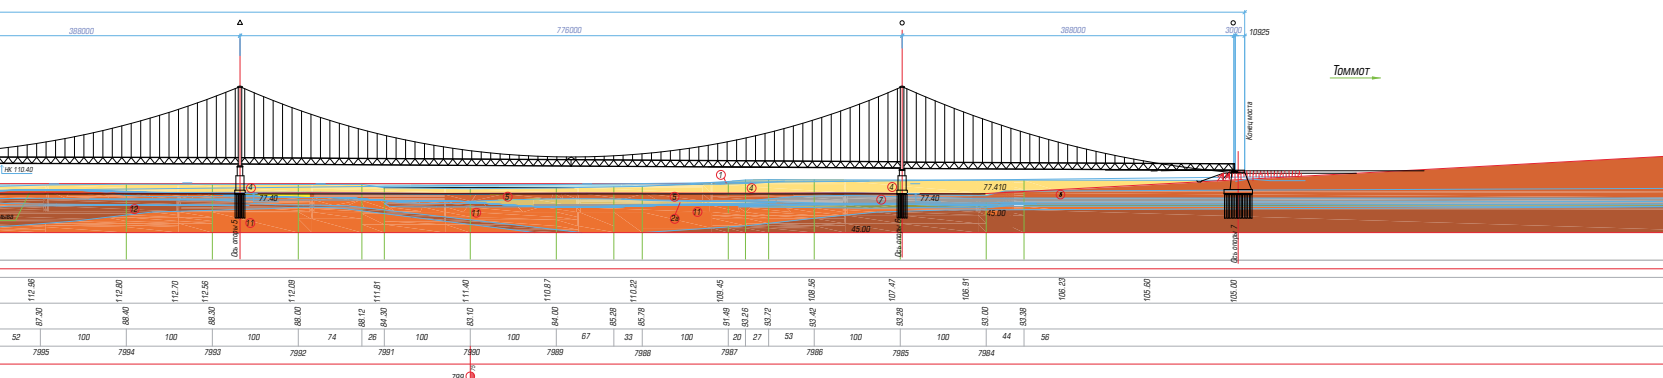 388000 776000 388000 3000 10925
Томмот
Конец моста
НК 110.40
1
4 4 4 77.410
77.40 5 5 7 77.40 8
12 11 11 2а 11 45.00 45.00
Ось опоры 5 Ось опоры 6 Ось опоры 7
112.96 112.80 112.70 112.56 112.09 111.81 111.40 110.87 110.22 109.45 108.56 107.47 106.91 106.23 105.60 105.00
87.30 88.40 88.30 88.00 88.12 84.30 83.10 84.00 85.28 85.78 91.49 93.26 93.72 93.42 93.28 93.00 93.38
52 100 100 100 74 26 100 100 67 33 100 20 27 53 100 100 44 56
7995 7994 7993 7992 7991 7990 7989 7988 7987 7986 7985 7984